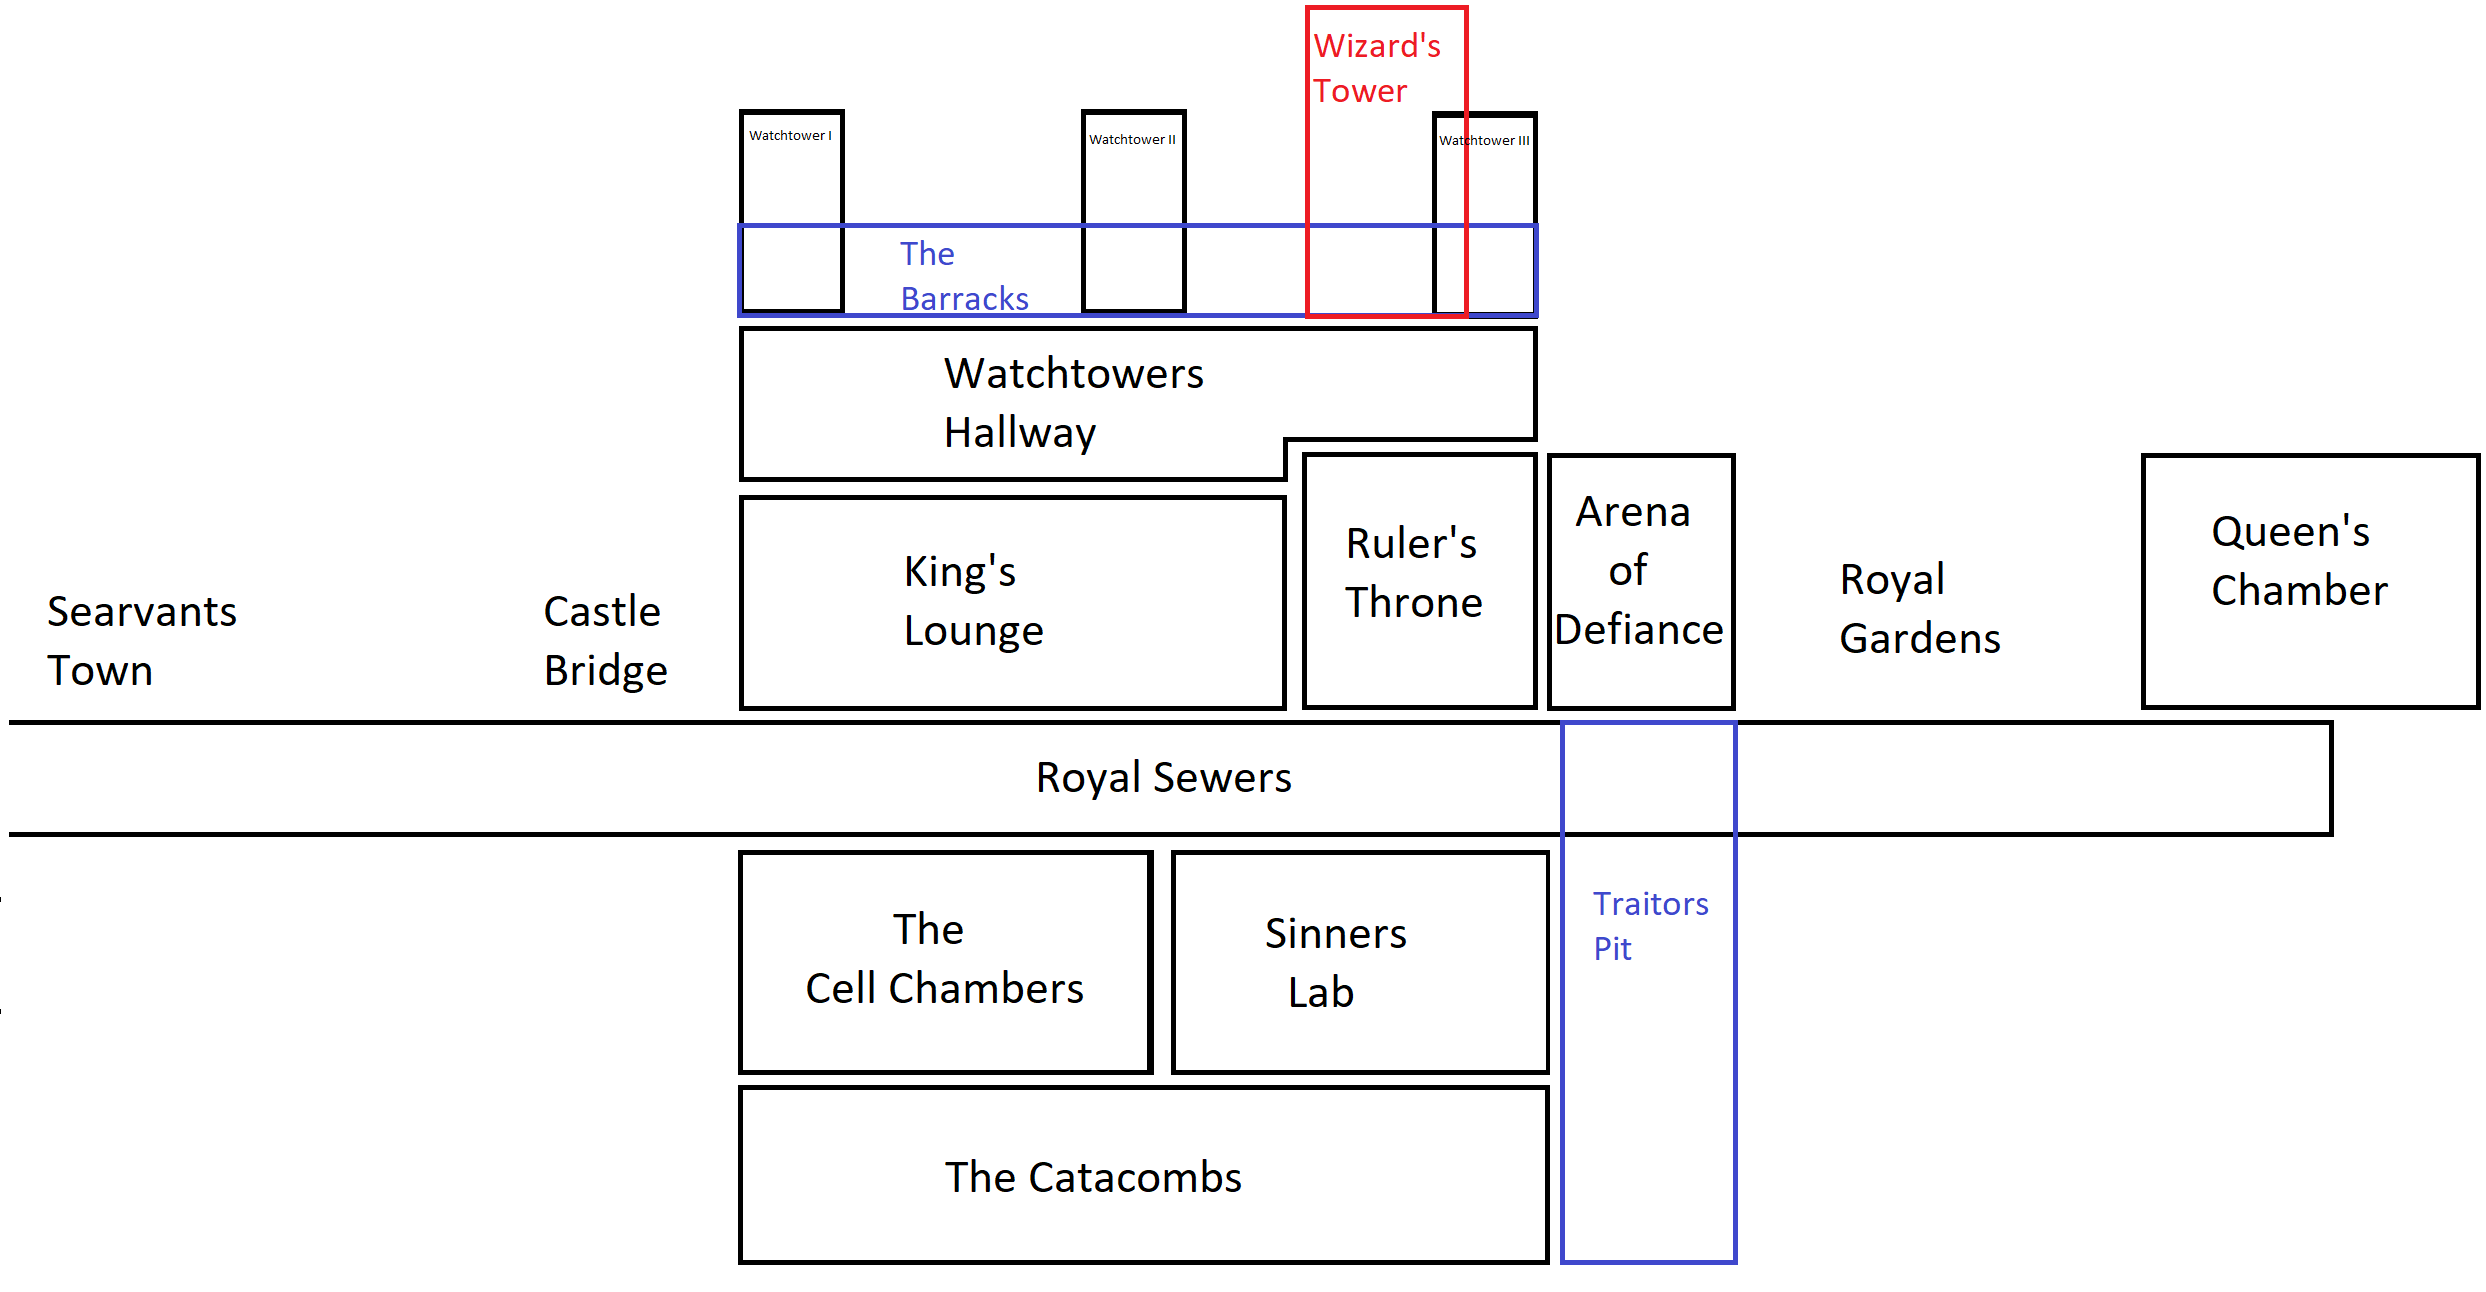 Wizard's
Tower
Watchtower I
Watchtower II
Watchtower III
The
Barracks
Watchtowers
Hallway
King's
Lounge
Ruler's
Throne
Arena
of
Defiance
Queen's
Chamber
Royal
Gardens
Searvants
Town
Castle
Bridge
Royal Sewers
The
Cell Chambers
Sinners
Lab
Traitors
Pit
The Catacombs